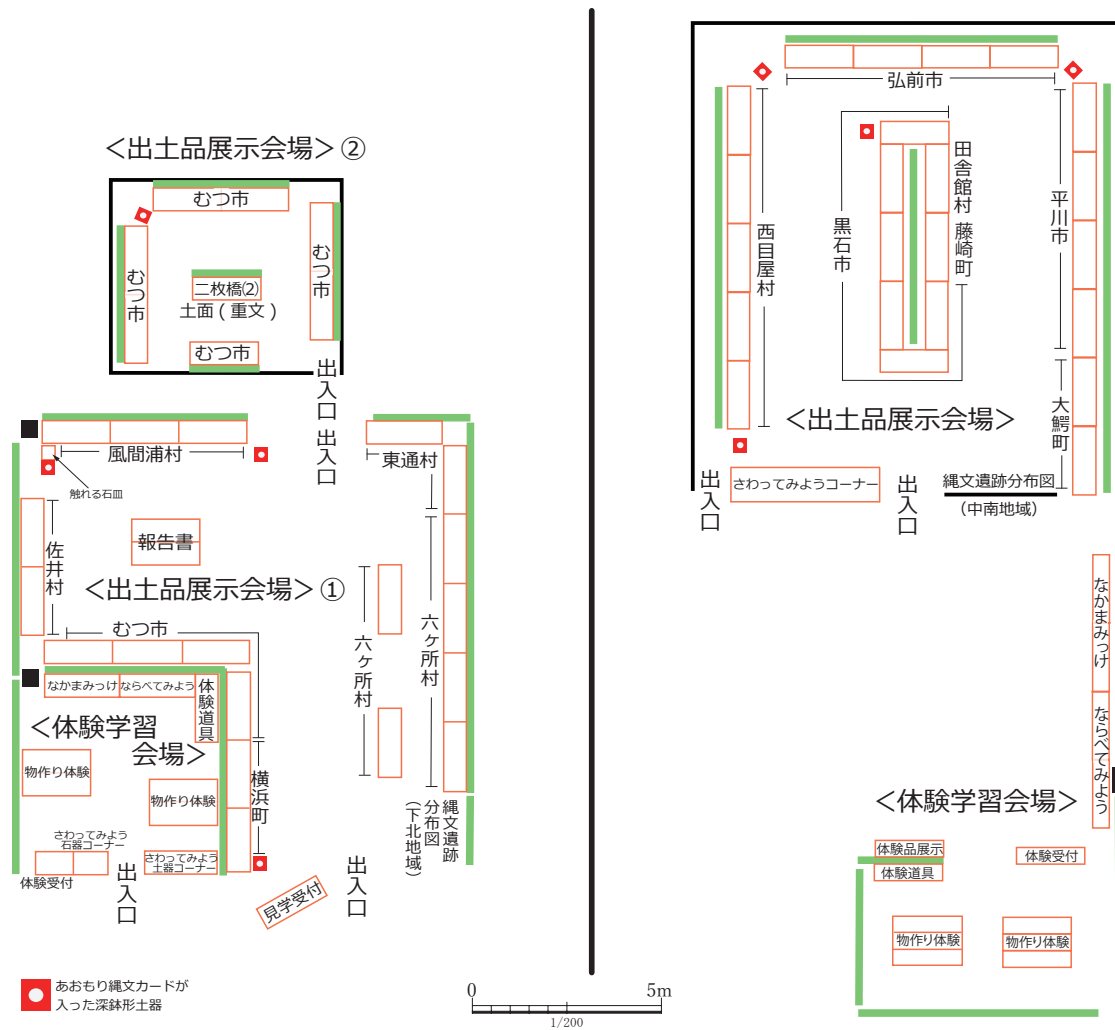 ＜出土品展示会場＞②
むつ市
むつ市
むつ市
二枚橋⑵
土面 ( 重文 )
むつ市
出入口
出入口
風間浦村
触れる石皿
東通村
佐井村
報告書
＜出土品展示会場＞①
六ヶ所村
六ヶ所村
むつ市
なかまみっけ
ならべてみよう
体験道具
＜体験学習
会場＞
物作り体験
物作り体験
横浜町
さわってみよう
石器コーナー
体験受付
出入口
さわってみよう
土器コーナー
見学受付
出入口
縄文遺跡
分布図
(下北地域)
あおもり縄文カードが
入った深鉢形土器
0
5m
1/200
弘前市
西目屋村
黒石市
田舎館村 藤崎町
平川市
大鰐町
＜出土品展示会場＞
出入口
さわってみようコーナー
出入口
縄文遺跡分布図
(中南地域)
なかまみっけ
ならべてみよう
＜体験学習会場＞
体験品展示
体験道具
体験受付
物作り体験
物作り体験